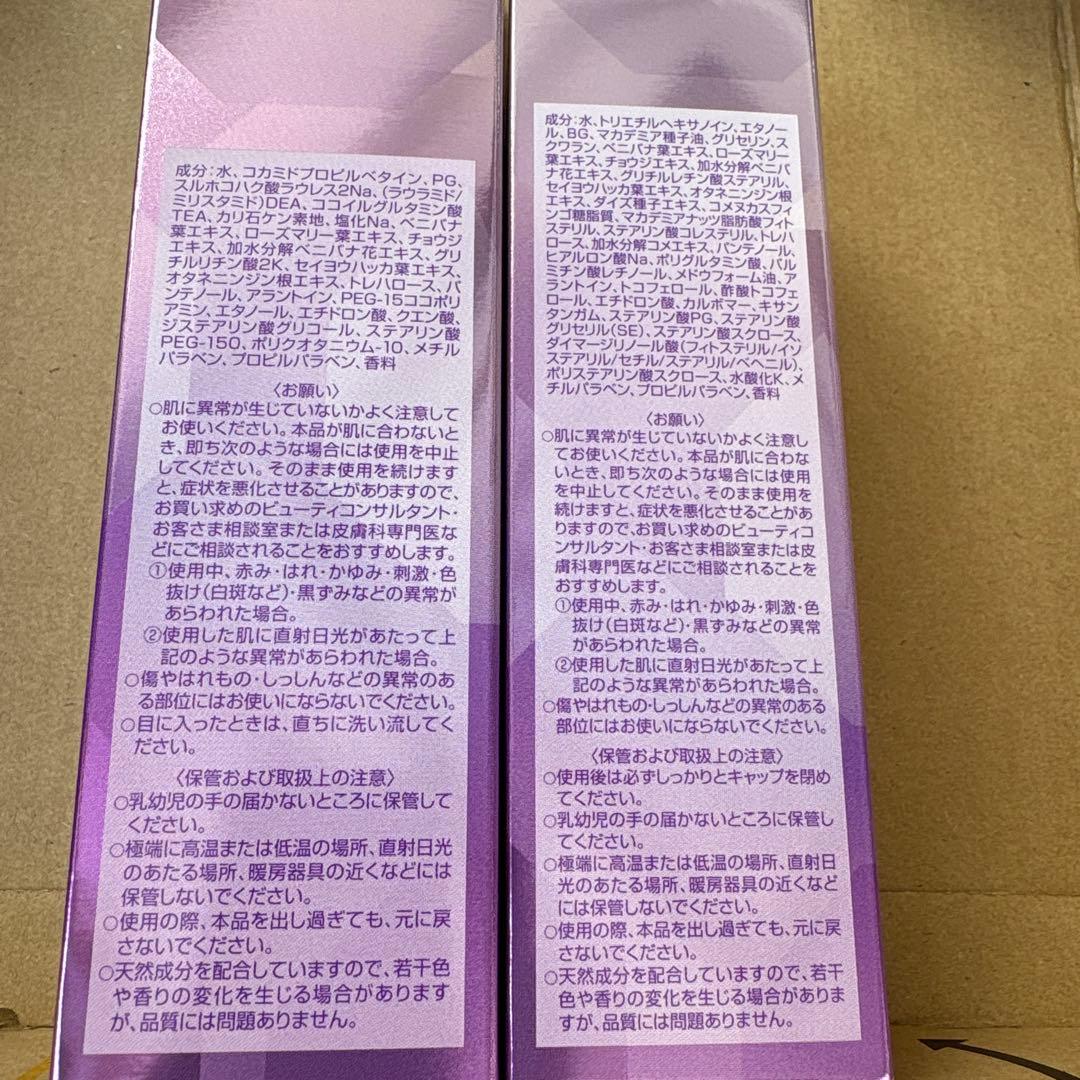 成分：水、コカミドプロピルベタイン、PG、
スルホコハク酸ラウレス2Na、(ラウラミド/
ミリスタミド)DEA、ココイルグルタミン酸
TEA、カリ石ケン素地、塩化Na、ベニバナ
葉エキス、ローズマリー葉エキス、チョウジ
エキス、加水分解ベニバナ花エキス、グリ
チルリチン酸2K、セイヨウハッカ葉エキス、
オタネニンジン根エキス、トレハロース、パ
ンテノール、アラントイン、PEG-15ココポリ
アミン、エタノール、エチドロン酸、クエン酸、
ジステアリン酸グリコール、ステアリン酸
PEG-150、ポリクオタニウム-10、メチル
パラベン、プロピルパラベン、香料
〈お願い〉
○肌に異常が生じていないかよく注意して
お使いください。本品が肌に合わないと
き、即ち次のような場合には使用を中止
してください。そのまま使用を続けます
と、症状を悪化させることがありますので、
お買い求めのビューティコンサルタント・
お客さま相談室または皮膚科専門医な
どにご相談されることをおすすめします。
①使用中、赤み・はれ・かゆみ・刺激・色
抜け(白斑など)・黒ずみなどの異常が
あらわれた場合。
②使用した肌に直射日光があたって上
記のような異常があらわれた場合。
○傷やはれもの・しっしんなどの異常のあ
る部位にはお使いにならないでください。
○目に入ったときは、直ちに洗い流してく
ださい。
〈保管および取扱上の注意〉
○乳幼児の手の届かないところに保管して
ください。
○極端に高温または低温の場所、直射日光
のあたる場所、暖房器具の近くなどには
保管しないでください。
○使用の際、本品を出し過ぎても、元に戻
さないでください。
○天然成分を配合していますので、若干色
や香りの変化を生じる場合があります
が、品質には問題ありません。
成分：水、トリエチルヘキサノイン、エタノー
ル、BG、マカデミア種子油、グリセリン、ス
クワラン、ベニバナ葉エキス、ローズマリー
葉エキス、チョウジエキス、加水分解ベニバ
ナ花エキス、グリチルレチン酸ステアリル、
セイヨウハッカ葉エキス、オタネニンジン根
エキス、ダイズ種子エキス、コメヌカスフィ
ンゴ糖脂質、マカデミアナッツ脂肪酸フィト
ステリル、ステアリン酸コレステリル、トレハ
ロース、加水分解コメエキス、パンテノール、
ヒアルロン酸Na、ポリグルタミン酸、パル
ミチン酸レチノール、メドウフォーム油、ア
ラントイン、トコフェロール、酢酸トコフェ
ロール、エチドロン酸、カルボマー、キサン
タンガム、ステアリン酸PG、ステアリン酸
グリセリル(SE)、ステアリン酸スクロース、
ダイマージリノール酸(フィトステリル/イソ
ステアリル/セチル/ステアリル/ベヘニル)、
ポリステアリン酸スクロース、水酸化K、メ
チルパラベン、プロピルパラベン、香料
〈お願い〉
○肌に異常が生じていないかよく注意し
てお使いください。本品が肌に合わな
いとき、即ち次のような場合には使用
を中止してください。そのまま使用を
続けますと、症状を悪化させることがあ
りますので、お買い求めのビューティコ
ンサルタント・お客さま相談室または皮
膚科専門医などにご相談されることを
おすすめします。
①使用中、赤み・はれ・かゆみ・刺激・色
抜け(白斑など)・黒ずみなどの異常
があらわれた場合。
②使用した肌に直射日光があたって上
記のような異常があらわれた場合。
○傷やはれもの・しっしんなどの異常のある
部位にはお使いにならないでください。
〈保管および取扱上の注意〉
○使用後は必ずしっかりとキャップを閉め
てください。
○乳幼児の手の届かないところに保管し
てください。
○極端に高温または低温の場所、直射日
光のあたる場所、暖房器具の近くなど
には保管しないでください。
○使用の際、本品を出し過ぎても、元に戻
さないでください。
○天然成分を配合していますので、若干
色や香りの変化を生じる場合があります
が、品質には問題ありません。